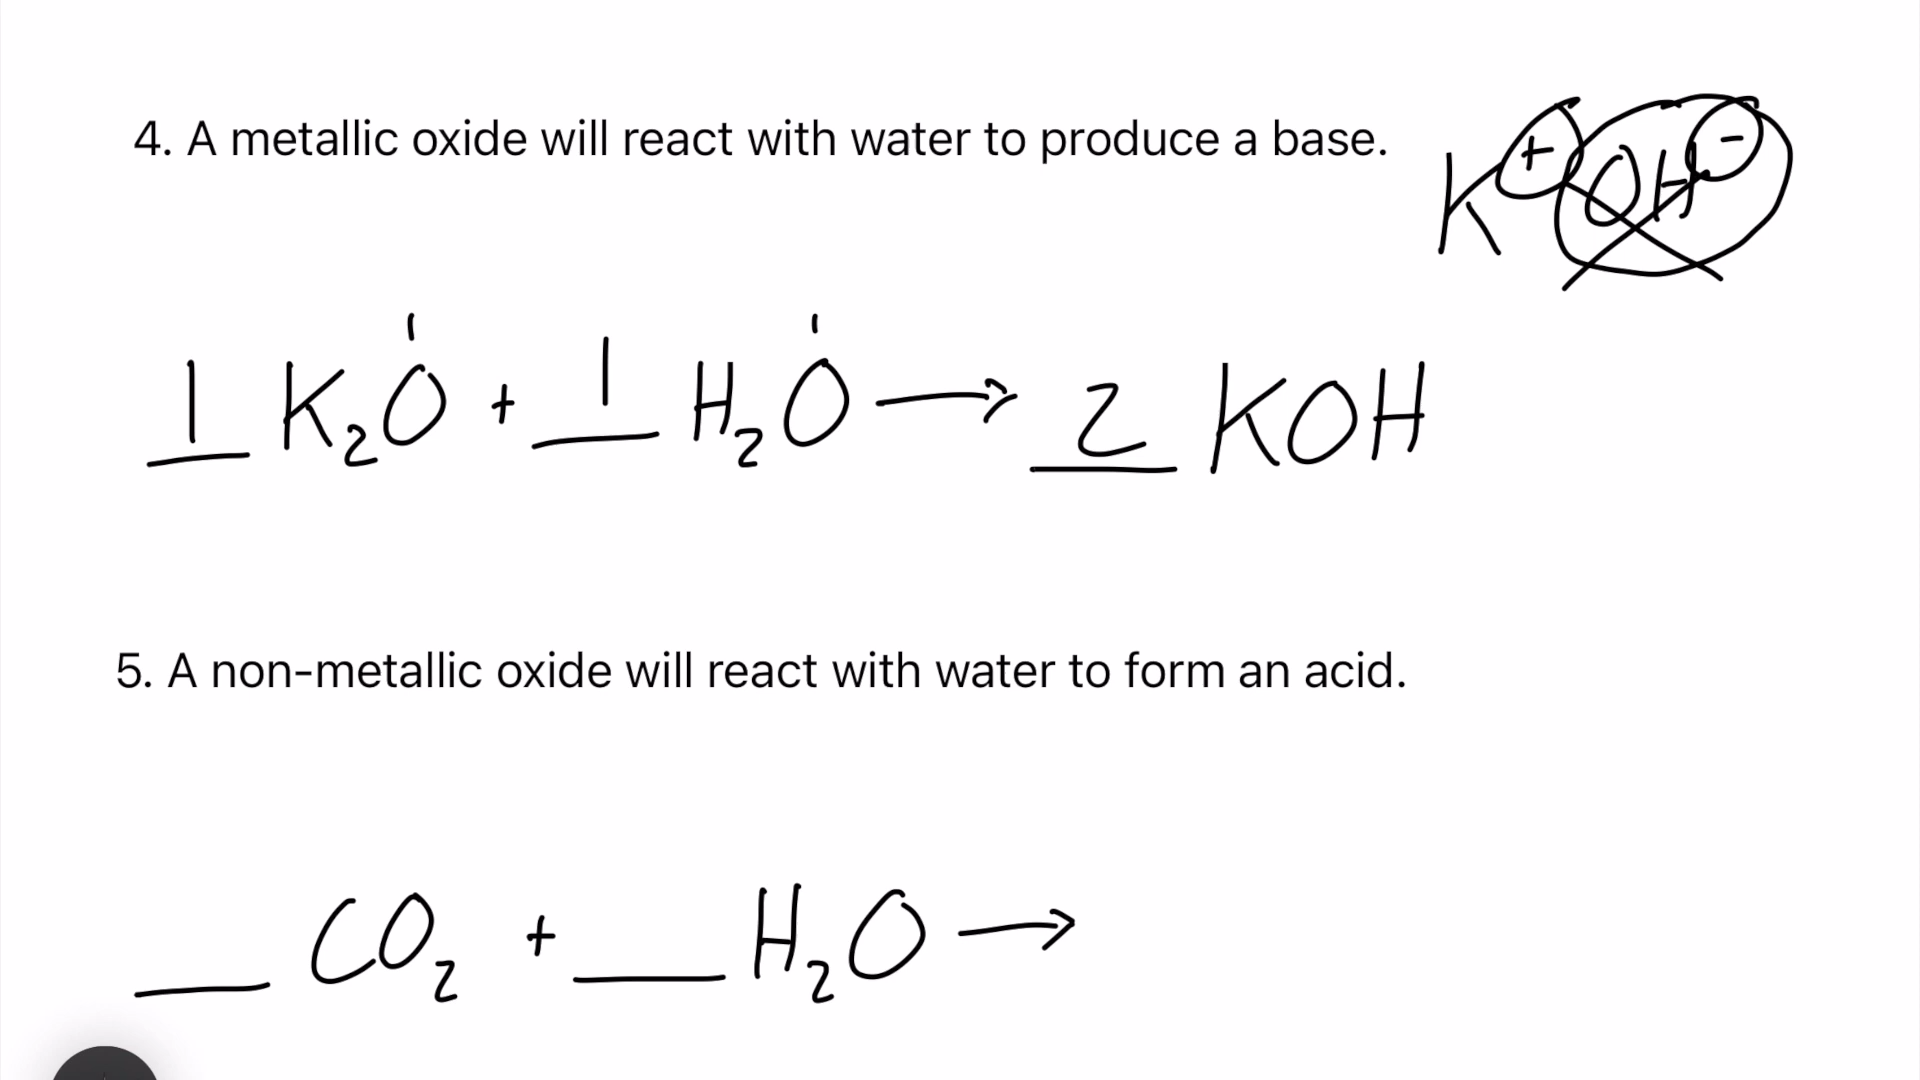 4. A metallic oxide will react with water to produce a base.
K⁺ OH⁻
1 K₂O + 1 H₂O → 2 KOH
5. A non-metallic oxide will react with water to form an acid.
__ CO₂ + __ H₂O →